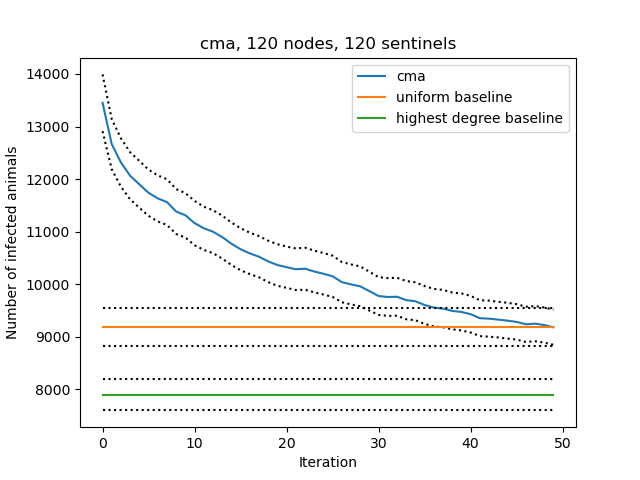 cma, 120 nodes, 120 sentinels
cma
uniform baseline
highest degree baseline
Number of infected animals
14000
13000
12000
11000
10000
9000
8000
0 10 20 30 40 50
Iteration